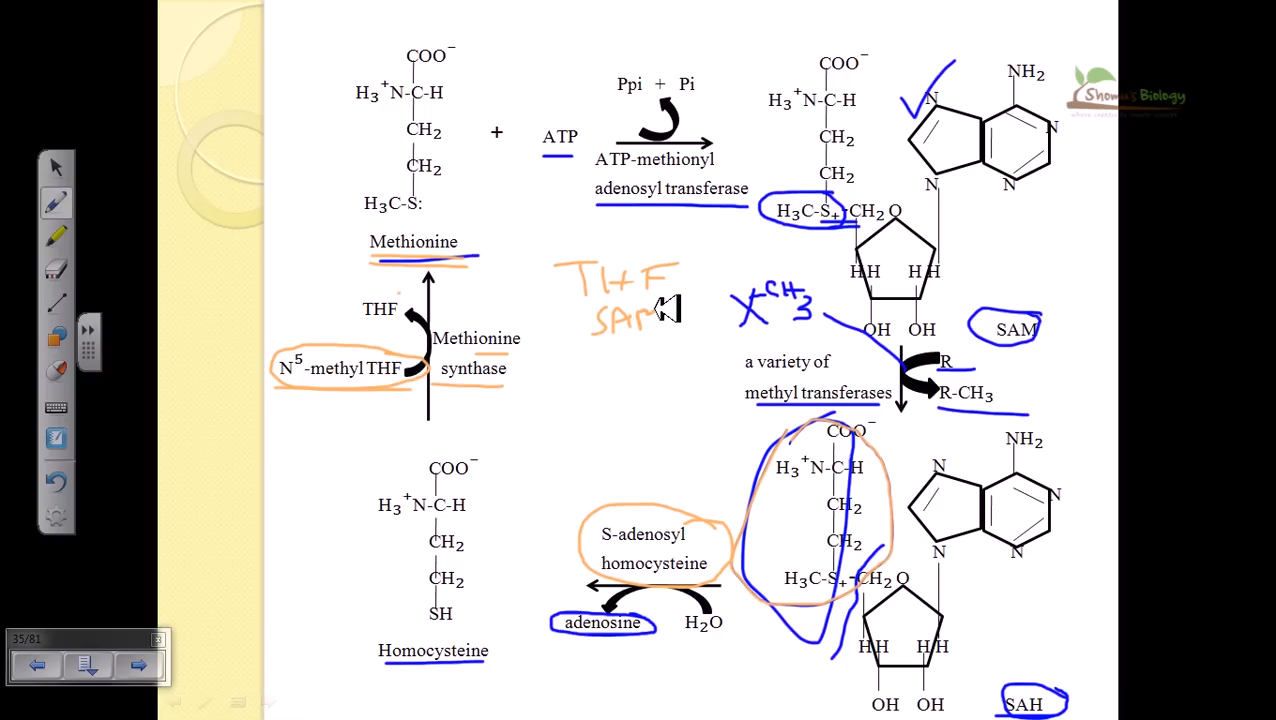 COO⁻
H₃⁺N-C-H
CH₂
CH₂
H₃C-S:
Methionine
+
ATP
Ppi + Pi
ATP-methionyl
adenosyl transferase
COO⁻
H₃⁺N-C-H
CH₂
CH₂
H₃C-S₊-CH₂ O
H H H H
OH OH
NH₂
N
N
N
N
SAM
Shomu's Biology
THF
SAM
X-CH3
THF
N⁵-methyl THF
Methionine
synthase
a variety of
methyl transferases
R
R-CH₃
COO⁻
H₃⁺N-C-H
CH₂
CH₂
H₃C-S₊-CH₂ O
H H H H
OH OH
NH₂
N
N
N
N
SAH
S-adenosyl
homocysteine
adenosine
H₂O
COO⁻
H₃⁺N-C-H
CH₂
CH₂
SH
Homocysteine
35/81